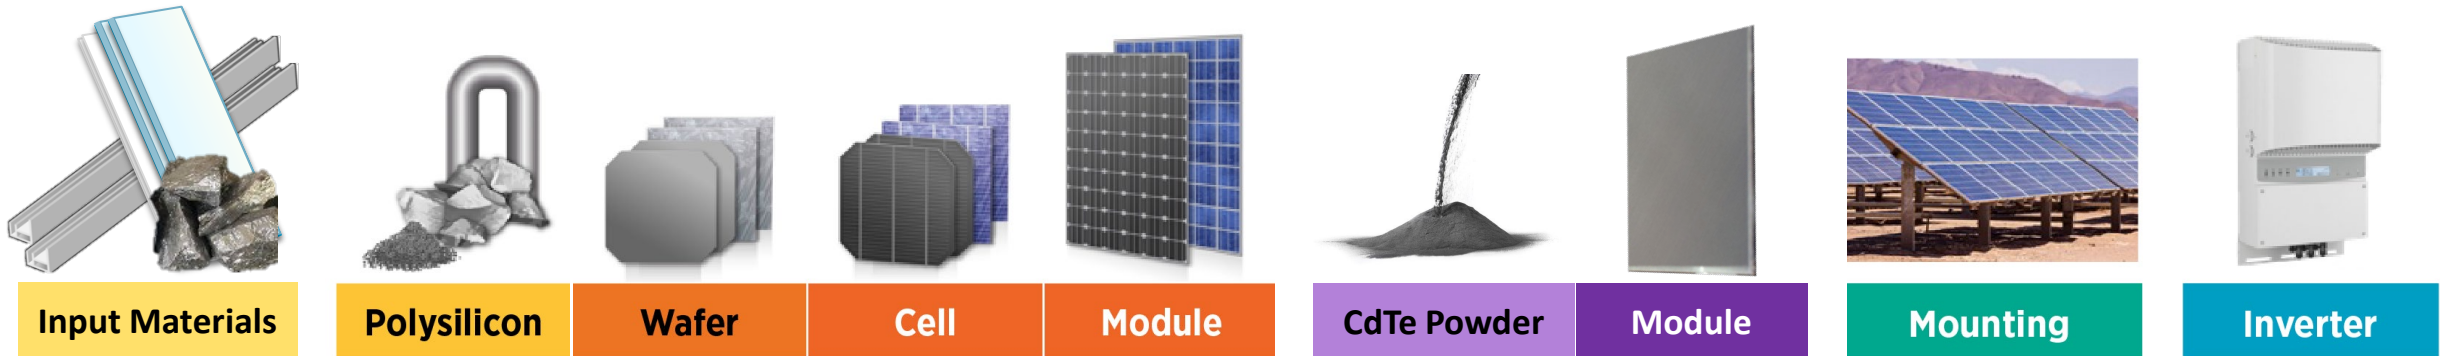 Input Materials
Polysilicon
Wafer
Cell
Module
CdTe Powder
Module
Mounting
Inverter